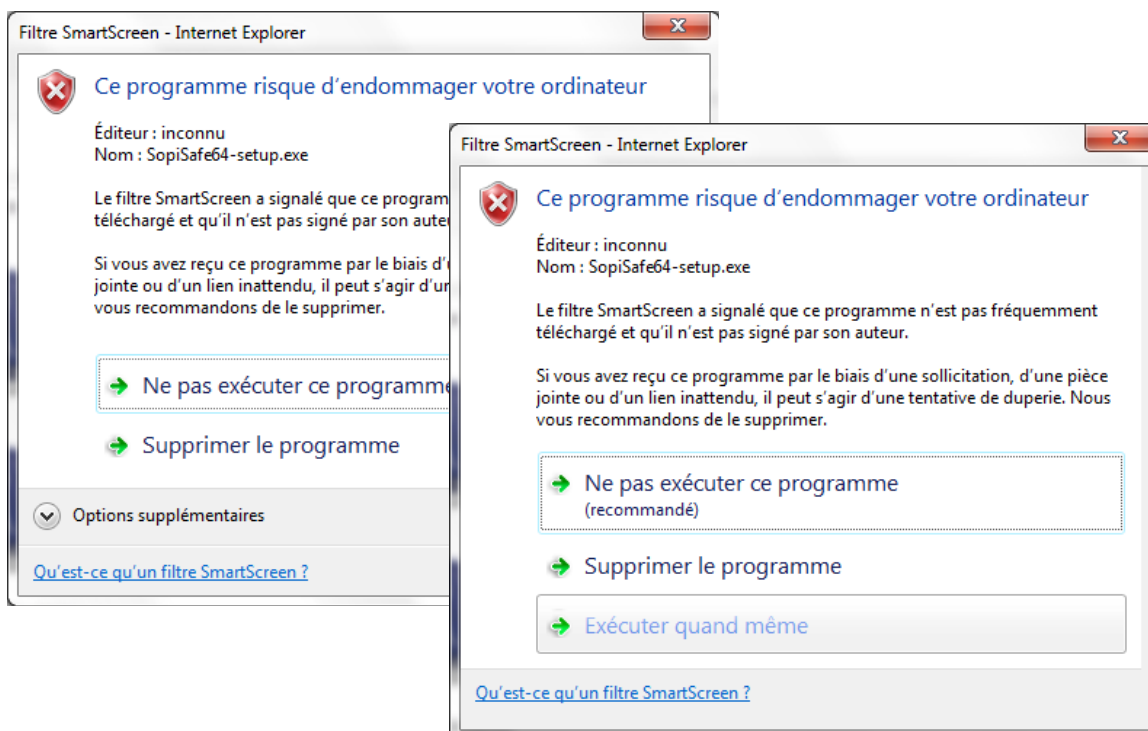 Filtre SmartScreen - Internet Explorer
Ce programme risque d'endommager votre ordinateur
Éditeur : inconnu
Nom : SopiSafe64-setup.exe
Le filtre SmartScreen a signalé que ce program
téléchargé et qu'il n'est pas signé par son aute
Si vous avez reçu ce programme par le biais d'
jointe ou d'un lien inattendu, il peut s'agir d'u
vous recommandons de le supprimer.
Ne pas exécuter ce programme
Supprimer le programme
Options supplémentaires
Qu'est-ce qu'un filtre SmartScreen ?
Filtre SmartScreen - Internet Explorer
Ce programme risque d'endommager votre ordinateur
Éditeur : inconnu
Nom : SopiSafe64-setup.exe
Le filtre SmartScreen a signalé que ce programme n'est pas fréquemment
téléchargé et qu'il n'est pas signé par son auteur.
Si vous avez reçu ce programme par le biais d'une sollicitation, d'une pièce
jointe ou d'un lien inattendu, il peut s'agir d'une tentative de duperie. Nous
vous recommandons de le supprimer.
Ne pas exécuter ce programme
(recommandé)
Supprimer le programme
Exécuter quand même
Qu'est-ce qu'un filtre SmartScreen ?